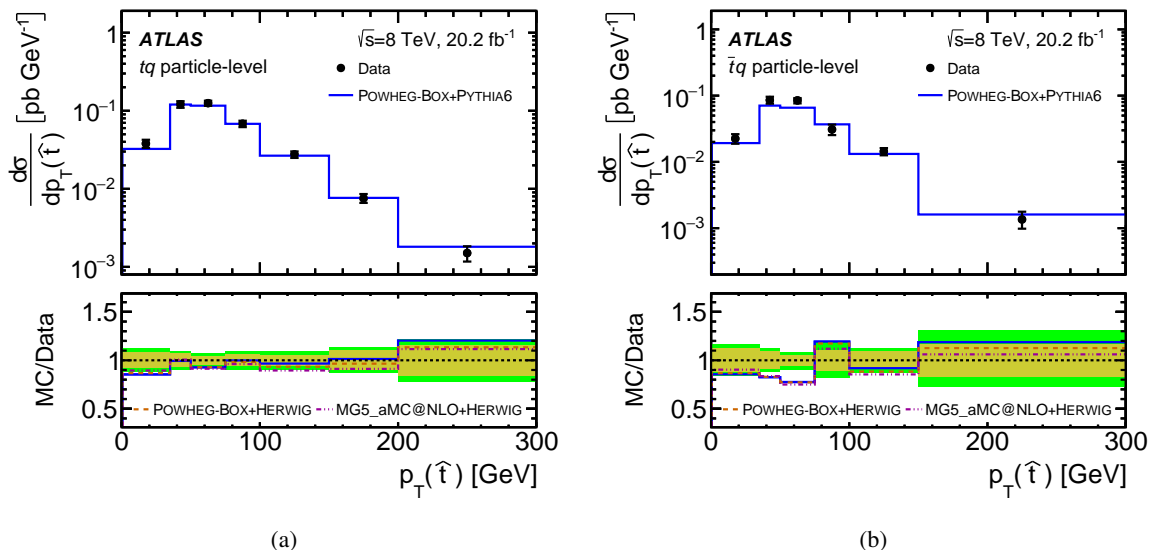 ATLAS √s=8 TeV, 20.2 fb⁻¹
tq particle-level
Data
POWHEG-BOX+PYTHIA6
dσ/dp_T(t̂) [pb GeV⁻¹]
10⁻¹
10⁻²
10⁻³
MC/Data
1.5
1
0.5
POWHEG-BOX+HERWIG MG5_aMC@NLO+HERWIG
0 100 200 300
p_T(t̂) [GeV]
(a)
ATLAS √s=8 TeV, 20.2 fb⁻¹
t̄q particle-level
Data
POWHEG-BOX+PYTHIA6
dσ/dp_T(t̂) [pb GeV⁻¹]
1
10⁻¹
10⁻²
10⁻³
MC/Data
1.5
1
0.5
POWHEG-BOX+HERWIG MG5_aMC@NLO+HERWIG
0 100 200 300
p_T(t̂) [GeV]
(b)